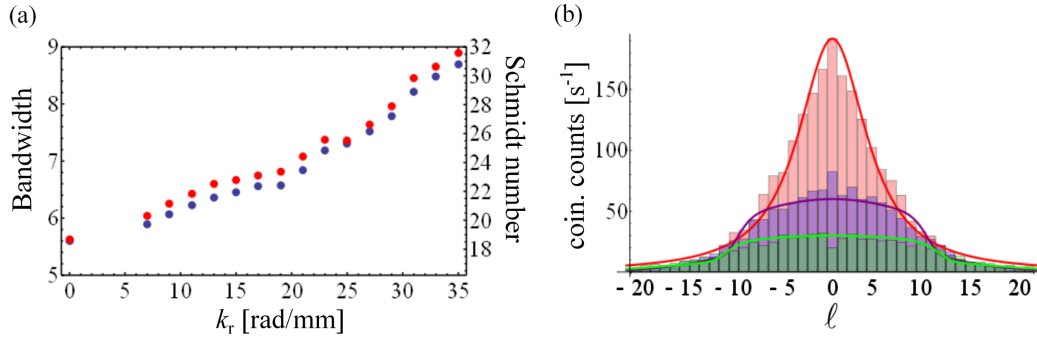 (a)
9
8
7
6
5
Bandwidth
32
30
28
26
24
22
20
18
Schmidt number
0 5 10 15 20 25 30 35
k_r [rad/mm]
(b)
150
100
50
coin. counts [s⁻¹]
- 20 - 15 - 10 - 5 0 5 10 15 20
ℓ